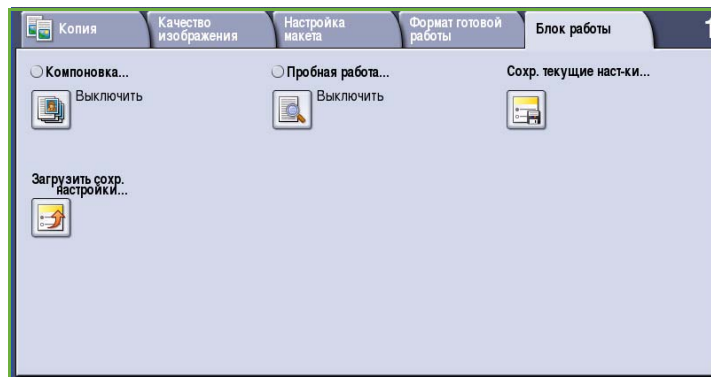 Копия
Качество
изображения
Настройка
макета
Формат готовой
работы
Блок работы
1
Компоновка...
Выключить
Пробная работа...
Выключить
Сохр. текущие наст-ки...
Загрузить сохр.
настройки...